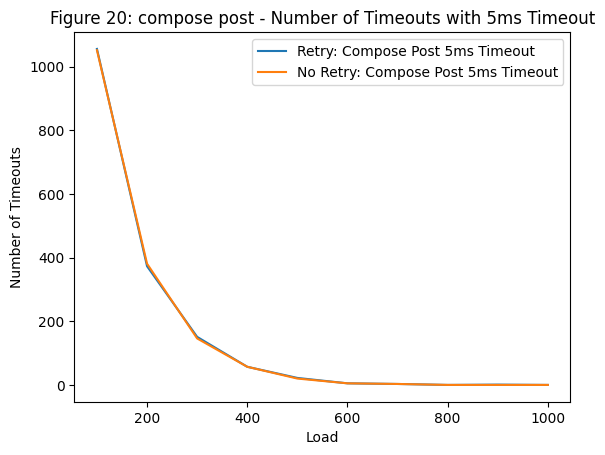 Figure 20: compose post - Number of Timeouts with 5ms Timeout
Retry: Compose Post 5ms Timeout
No Retry: Compose Post 5ms Timeout
Number of Timeouts
1000
800
600
400
200
0
200 400 600 800 1000
Load